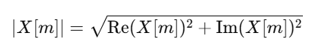 |X[m]| = √(Re(X[m])² + Im(X[m])²)